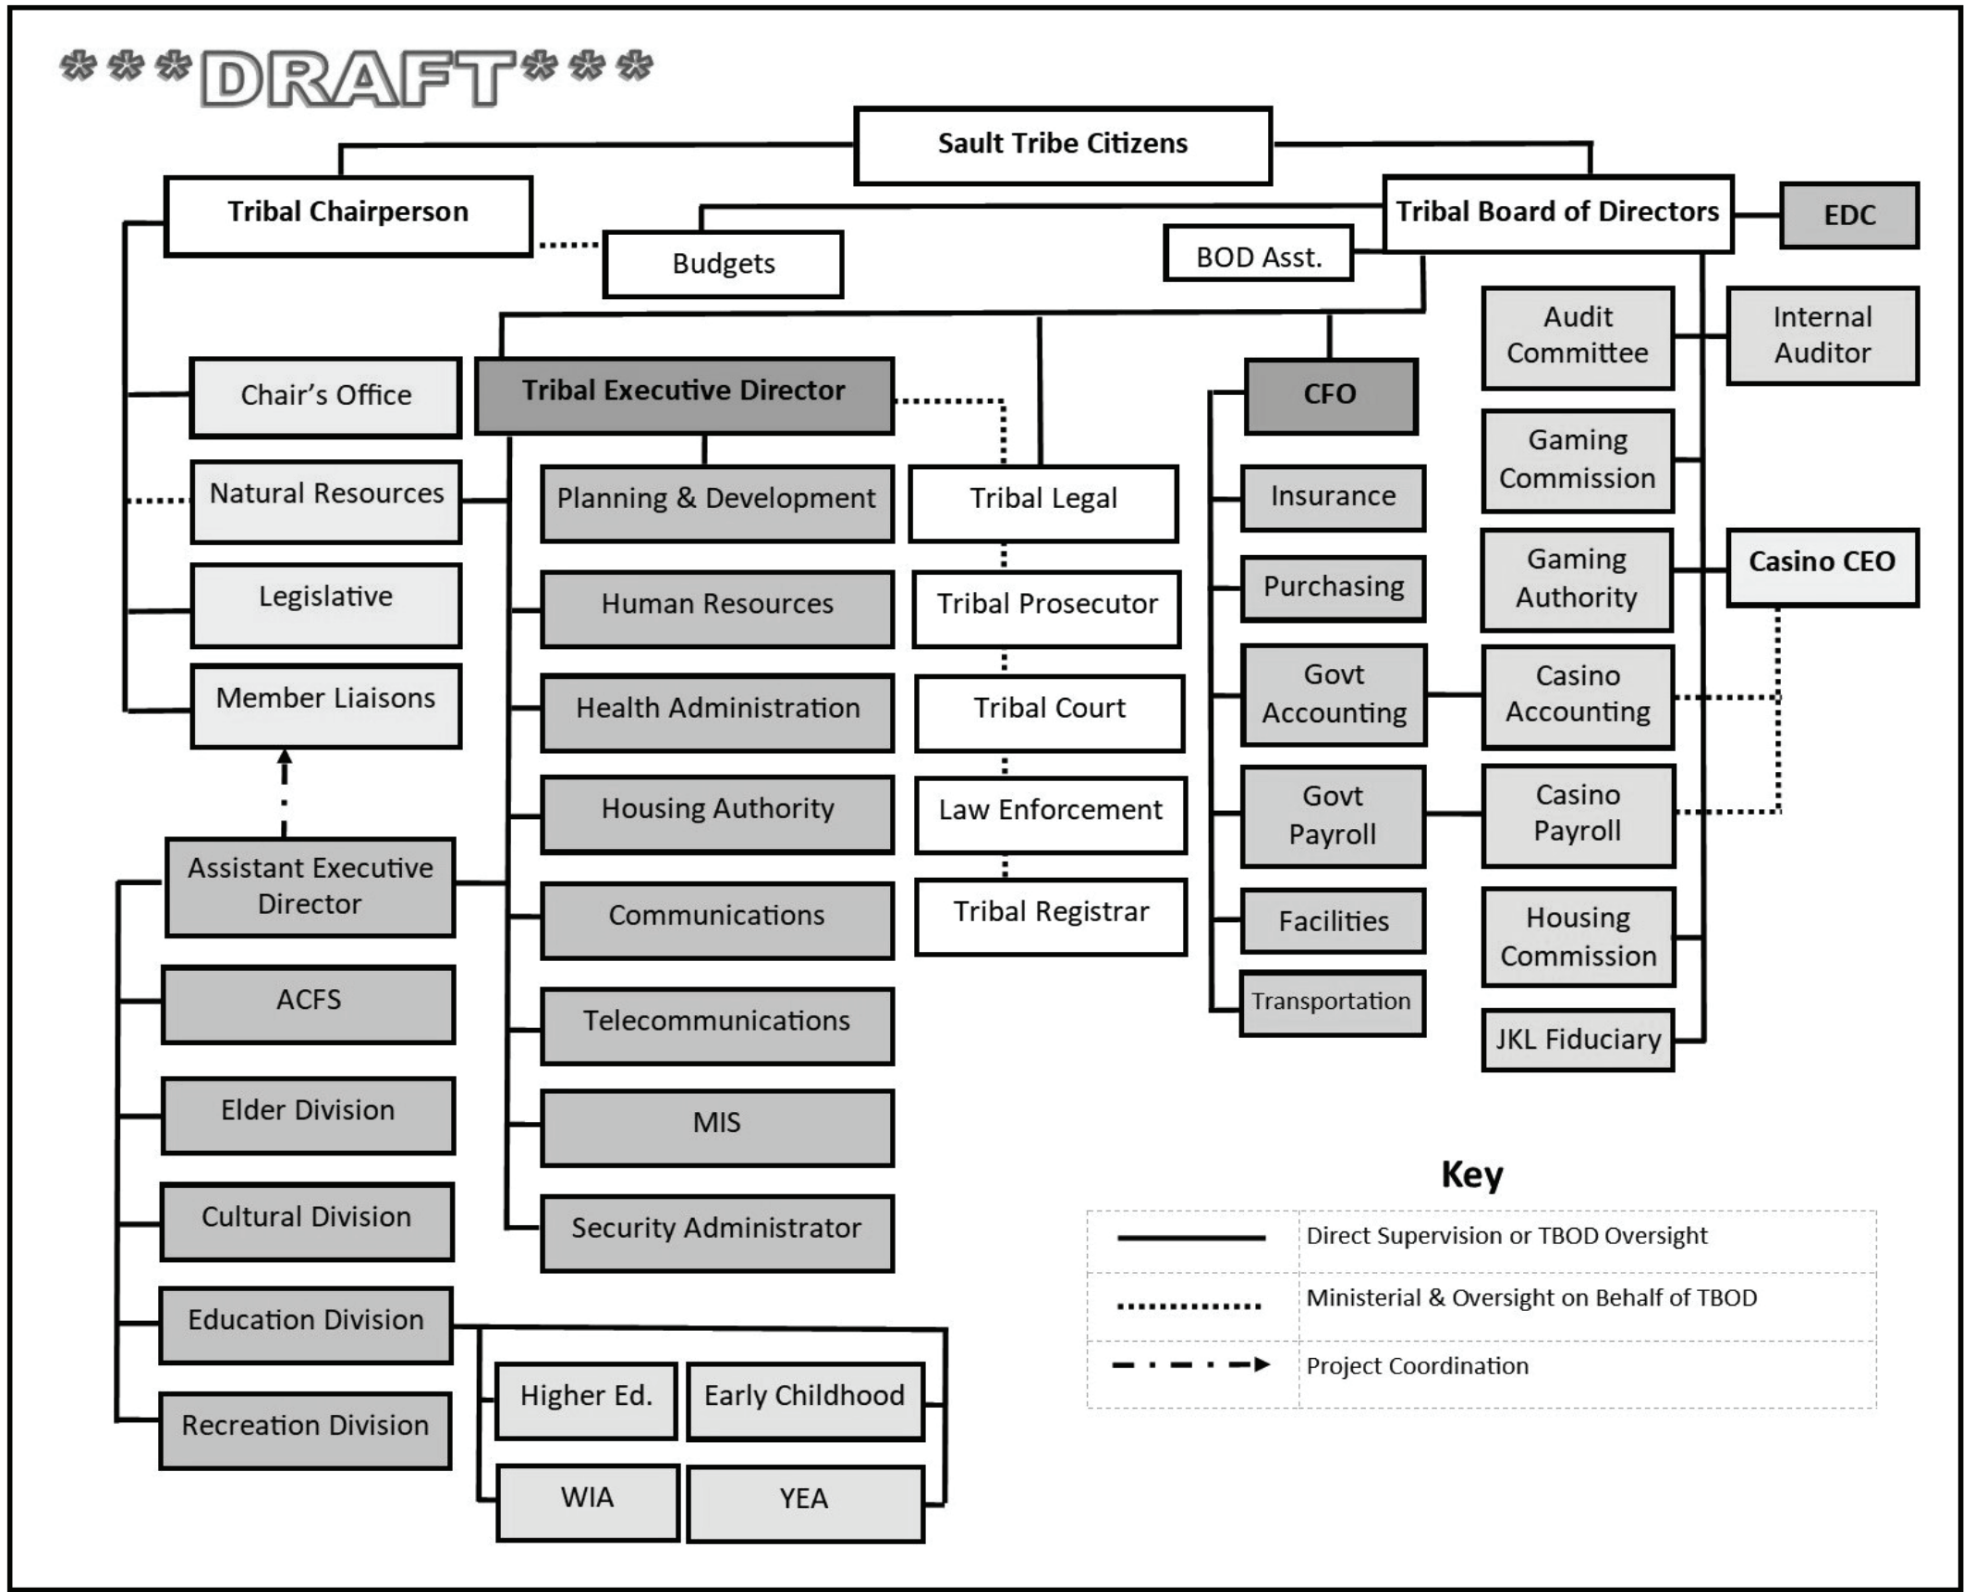 ***DRAFT***
Sault Tribe Citizens
Tribal Chairperson
Tribal Board of Directors
EDC
Budgets
BOD Asst.
Audit
Committee
Internal
Auditor
Chair’s Office
Tribal Executive Director
CFO
Gaming
Commission
Natural Resources
Planning & Development
Tribal Legal
Insurance
Gaming
Authority
Casino CEO
Legislative
Human Resources
Tribal Prosecutor
Purchasing
Member Liaisons
Health Administration
Tribal Court
Govt
Accounting
Casino
Accounting
Housing Authority
Law Enforcement
Govt
Payroll
Casino
Payroll
Assistant Executive
Director
Communications
Tribal Registrar
Facilities
Housing
Commission
ACFS
Telecommunications
Transportation
JKL Fiduciary
Elder Division
MIS
Cultural Division
Security Administrator
Education Division
Higher Ed.
Early Childhood
Recreation Division
WIA
YEA
Key
Direct Supervision or TBOD Oversight
Ministerial & Oversight on Behalf of TBOD
Project Coordination